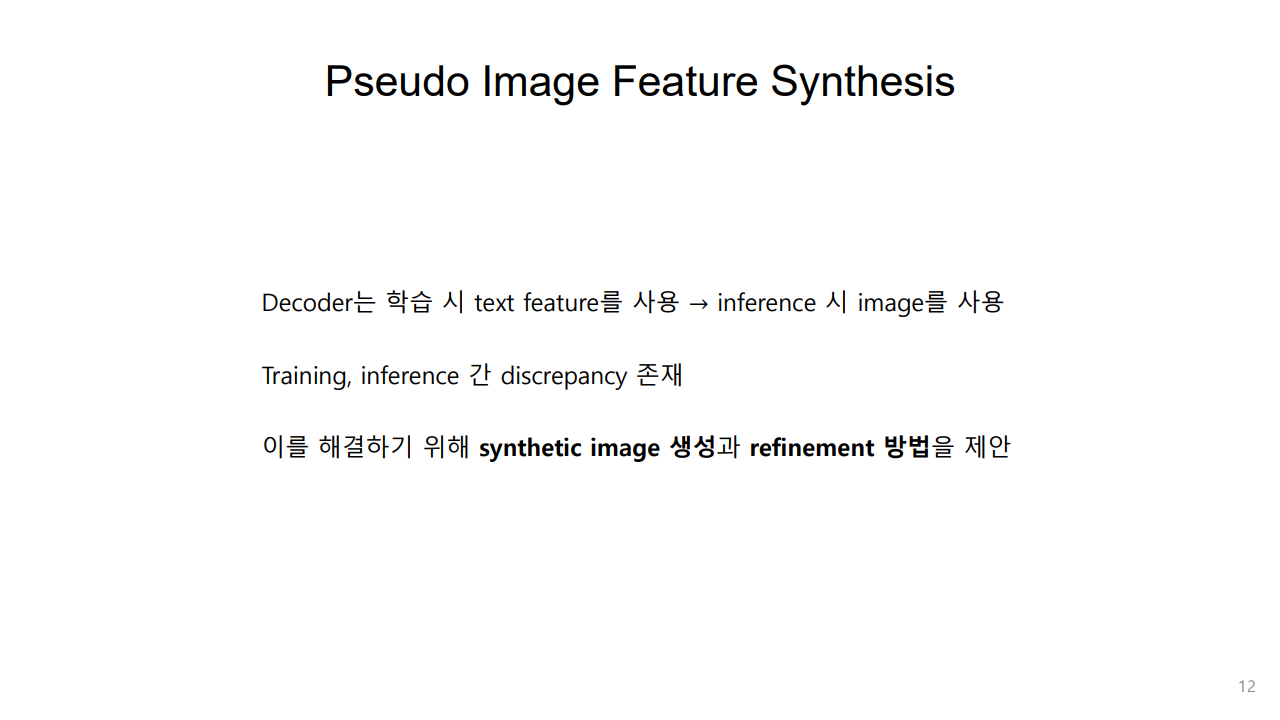 Pseudo Image Feature Synthesis
Decoder는 학습 시 text feature를 사용 → inference 시 image를 사용
Training, inference 간 discrepancy 존재
이를 해결하기 위해 synthetic image 생성과 refinement 방법을 제안
12